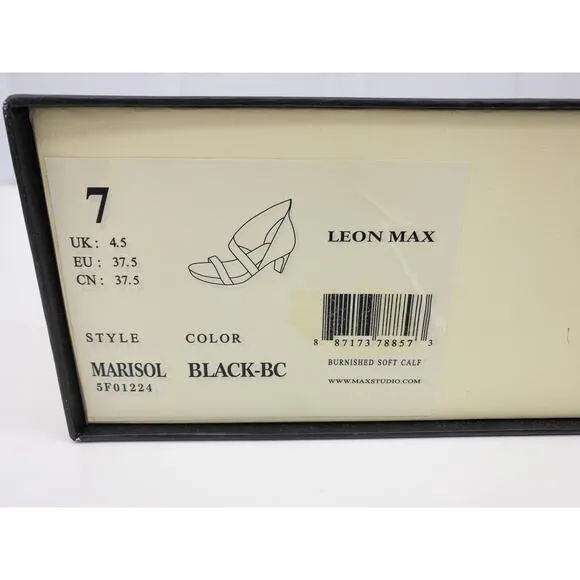 7
UK: 4.5
EU: 37.5
CN: 37.5
LEON MAX
8 87173 78857 3
STYLE COLOR
BURNISHED SOFT CALF
MARISOL BLACK-BC
5F01224
WWW.MAXSTUDIO.COM